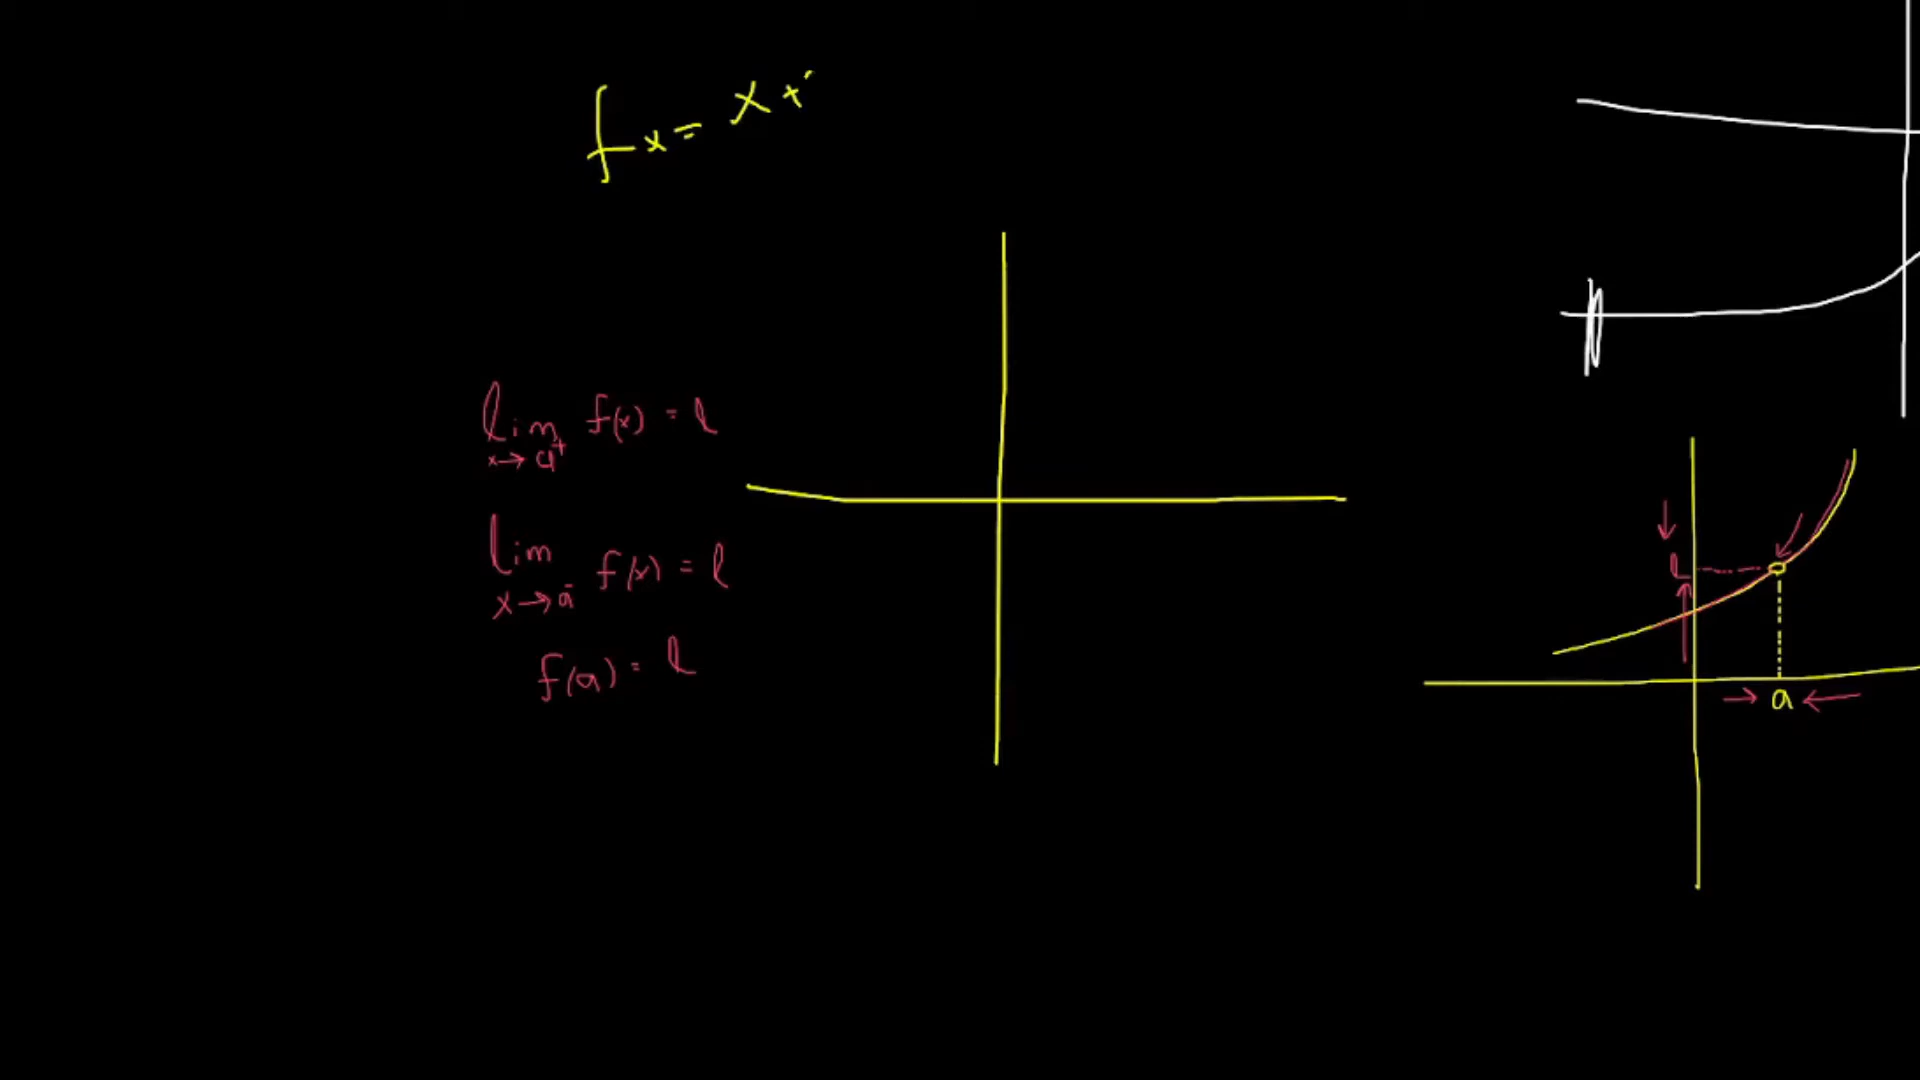 fx = x +
lim f(x) = l
x→a⁺
lim f(x) = l
x→a⁻
f(a) = l
l
a